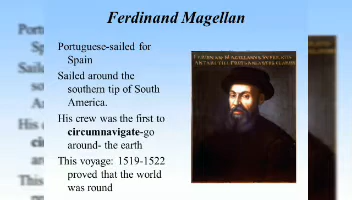 Ferdinand Magellan
Portuguese-sailed for
Spain
Sailed around the
southern tip of South
America.
His crew was the first to
circumnavigate-go
around- the earth
This voyage: 1519-1522
proved that the world
was round